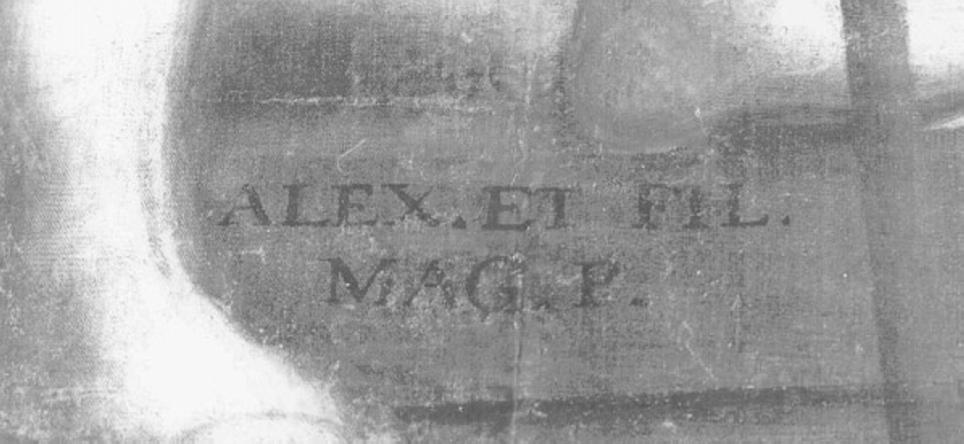 ALEX. ET FIL.
MAG. P.